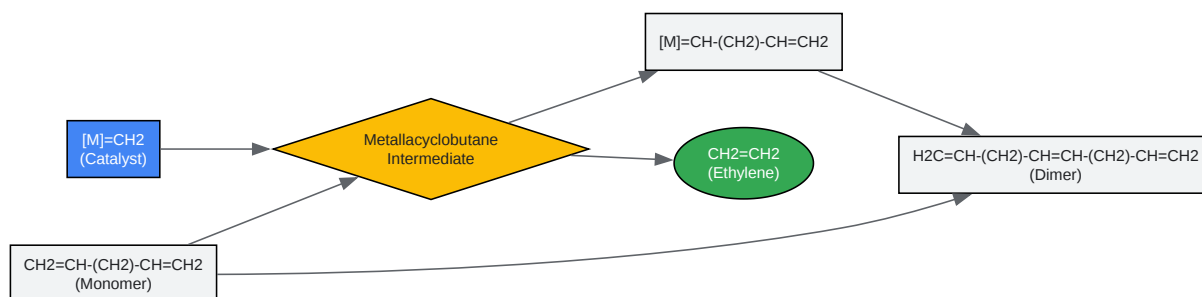 [M]=CH-(CH2)-CH=CH2
[M]=CH2
(Catalyst)
Metallacyclobutane
Intermediate
CH2=CH2
(Ethylene)
H2C=CH-(CH2)-CH=CH-(CH2)-CH=CH2
(Dimer)
CH2=CH-(CH2)-CH=CH2
(Monomer)